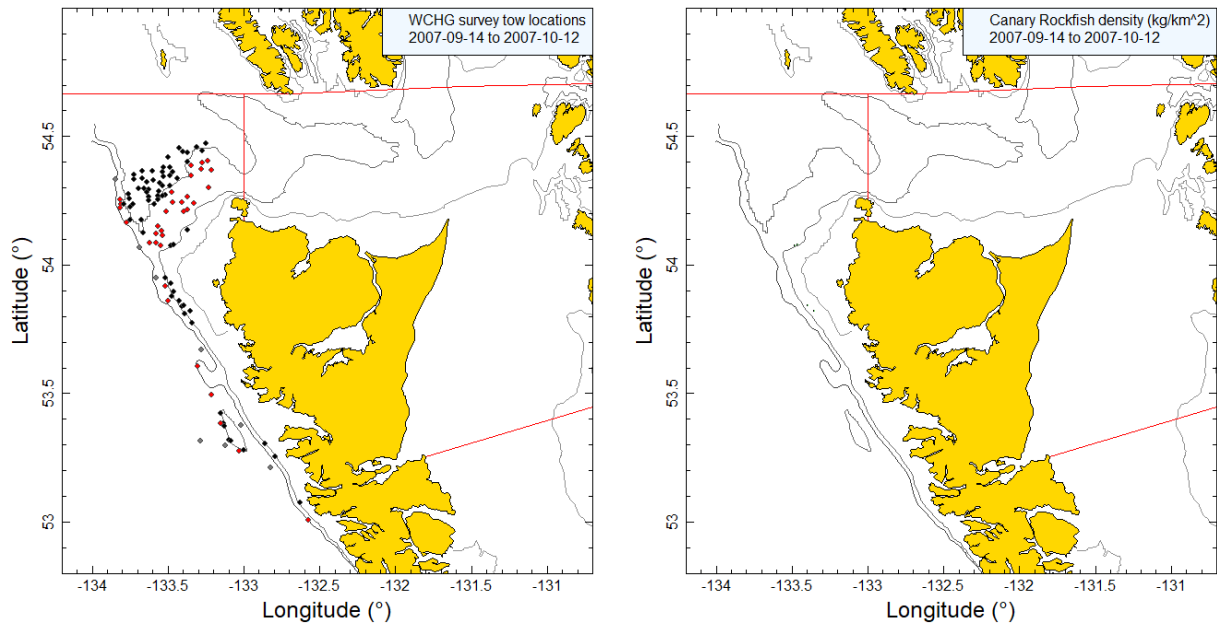 WCHG survey tow locations
2007-09-14 to 2007-10-12
54.5
54
53.5
53
Latitude (°)
-134
-133.5
-133
-132.5
-132
-131.5
-131
Longitude (°)
Canary Rockfish density (kg/km^2)
2007-09-14 to 2007-10-12
54.5
54
53.5
53
Latitude (°)
-134
-133.5
-133
-132.5
-132
-131.5
-131
Longitude (°)